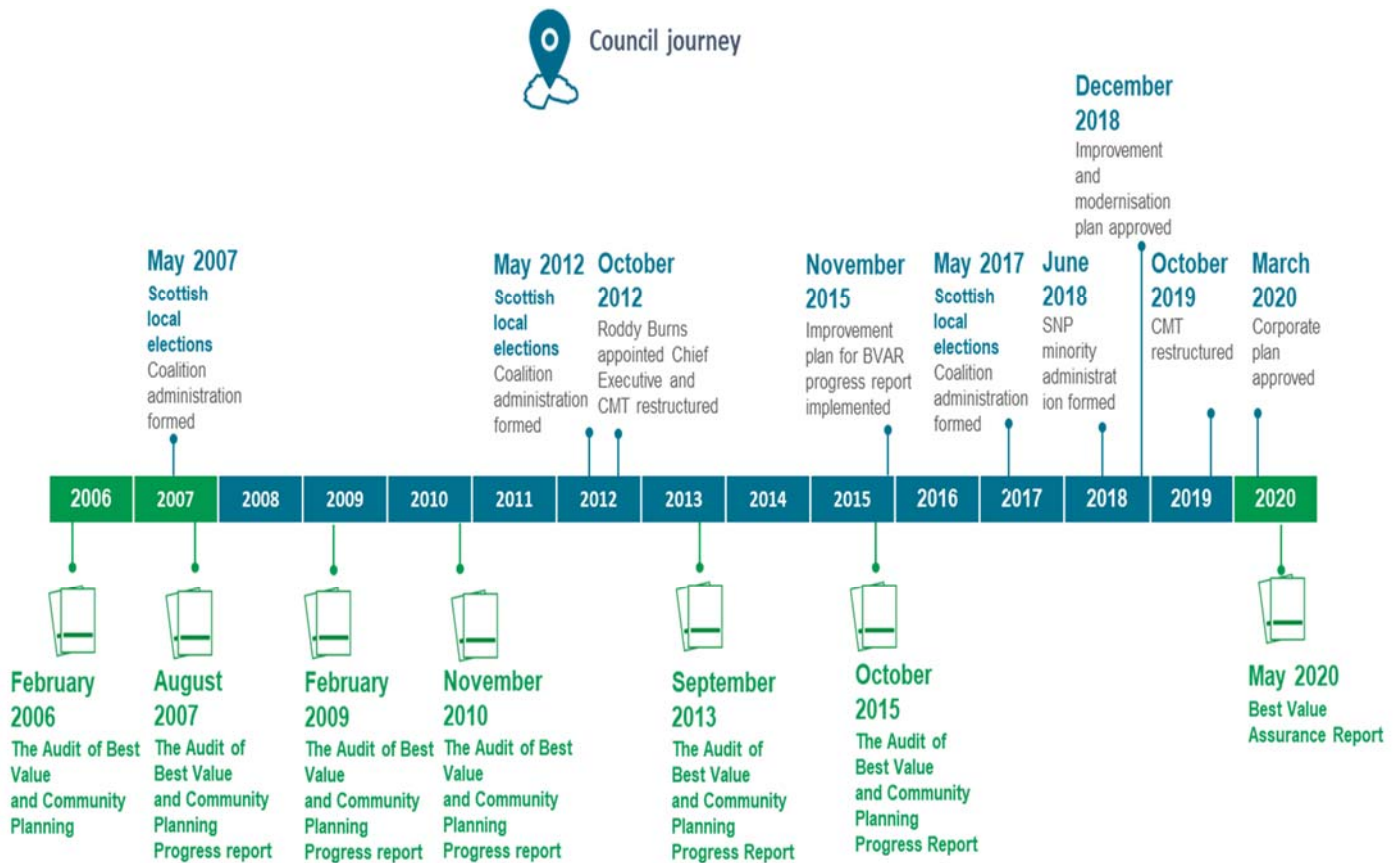 Council journey
December
2018
Improvement
and
modernisation
plan approved
May 2007
Scottish
local
elections
Coalition
administration
formed
May 2012
Scottish
local
elections
Coalition
administration
formed
October
2012
Roddy Burns
appointed Chief
Executive and
CMT restructured
November
2015
Improvement
plan for BVAR
progress report
implemented
May 2017
Scottish
local
elections
Coalition
administration
formed
June
2018
SNP
minority
administrat
ion formed
October
2019
CMT
restructured
March
2020
Corporate
plan
approved
2006 2007 2008 2009 2010 2011 2012 2013 2014 2015 2016 2017 2018 2019 2020
February
2006
The Audit of Best
Value
and Community
Planning
August
2007
The Audit of
Best Value
and Community
Planning
Progress report
February
2009
The Audit of Best
Value
and Community
Planning
Progress report
November
2010
The Audit of Best
Value
and Community
Planning
Progress report
September
2013
The Audit of
Best Value
and Community
Planning
Progress Report
October
2015
The Audit of
Best Value
and Community
Planning
Progress Report
May 2020
Best Value
Assurance Report